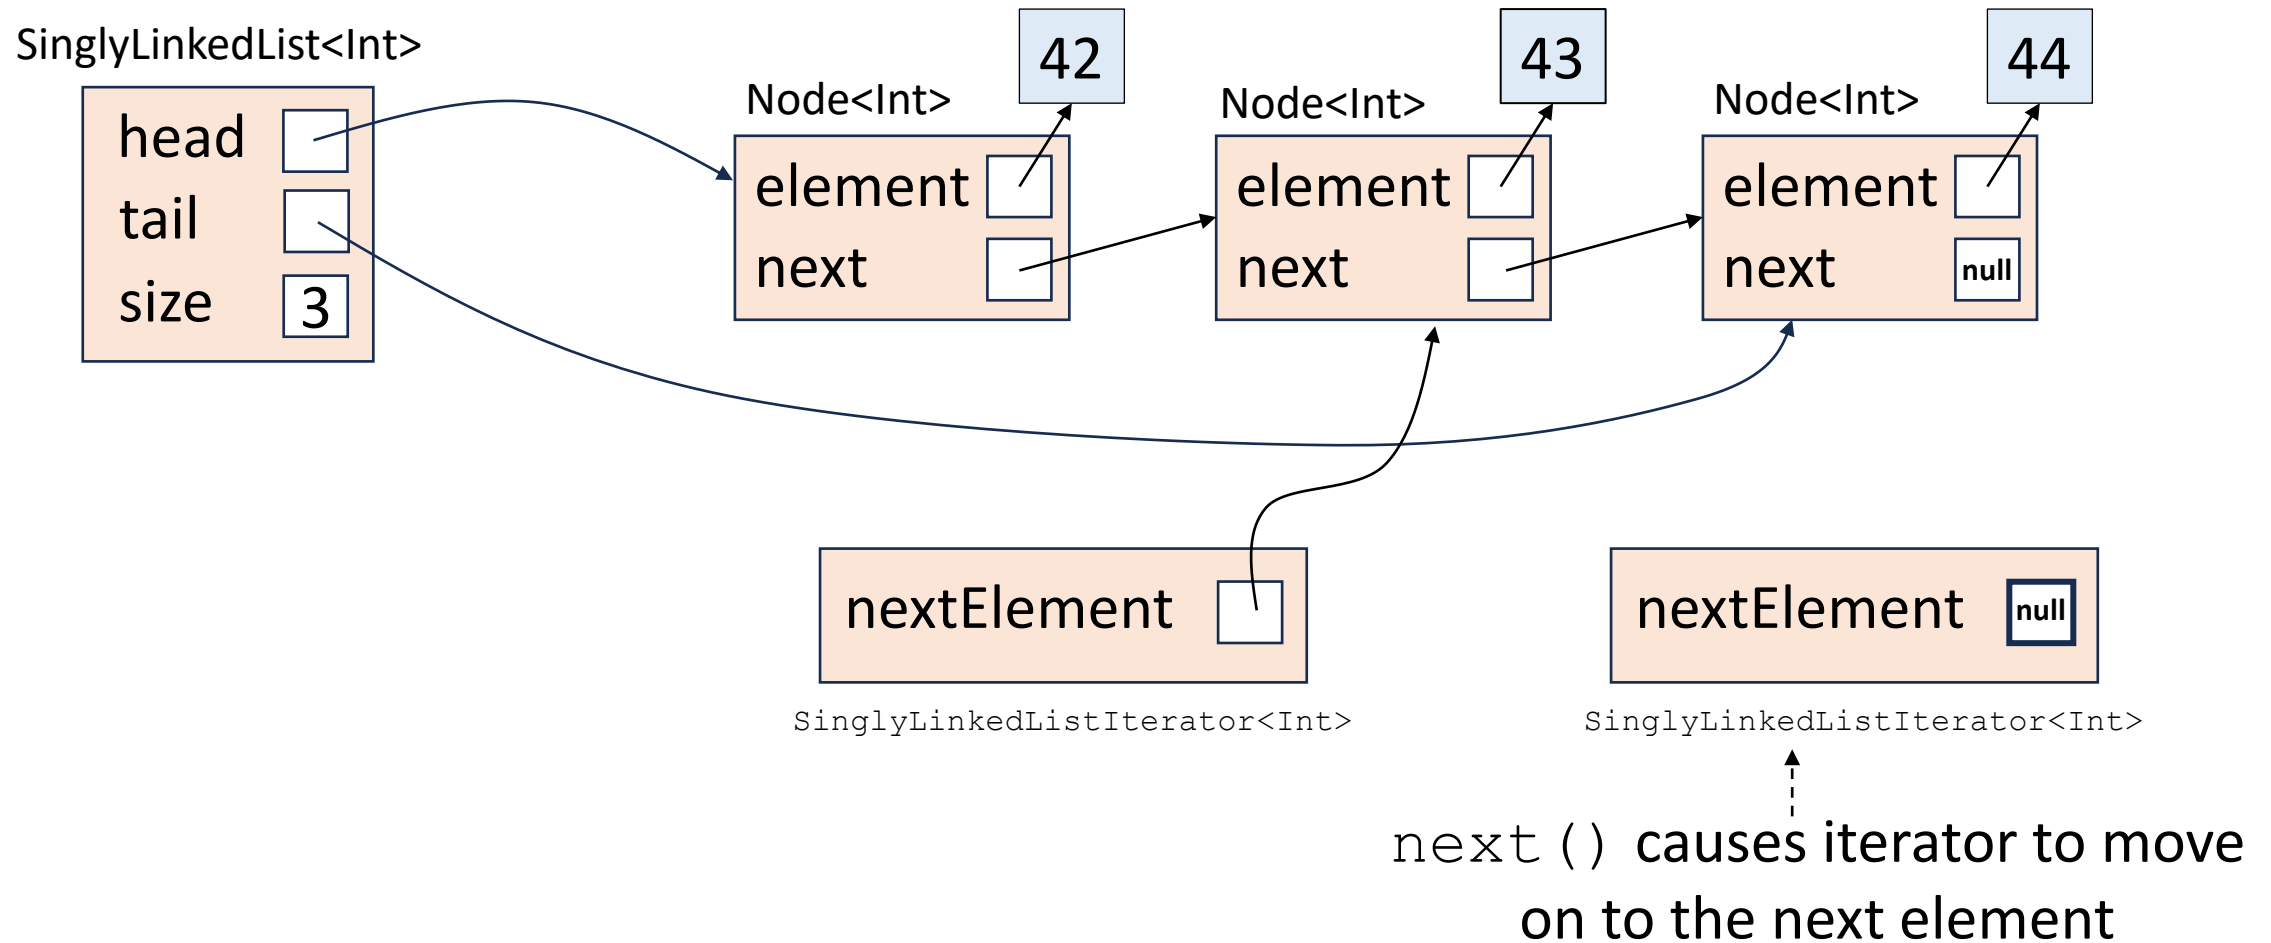 SinglyLinkedList<Int>
head
tail
size 3
42
Node<Int>
element
next
43
Node<Int>
element
next
44
Node<Int>
element
next null
nextElement
SinglyLinkedListIterator<Int>
nextElement null
SinglyLinkedListIterator<Int>
next() causes iterator to move
on to the next element